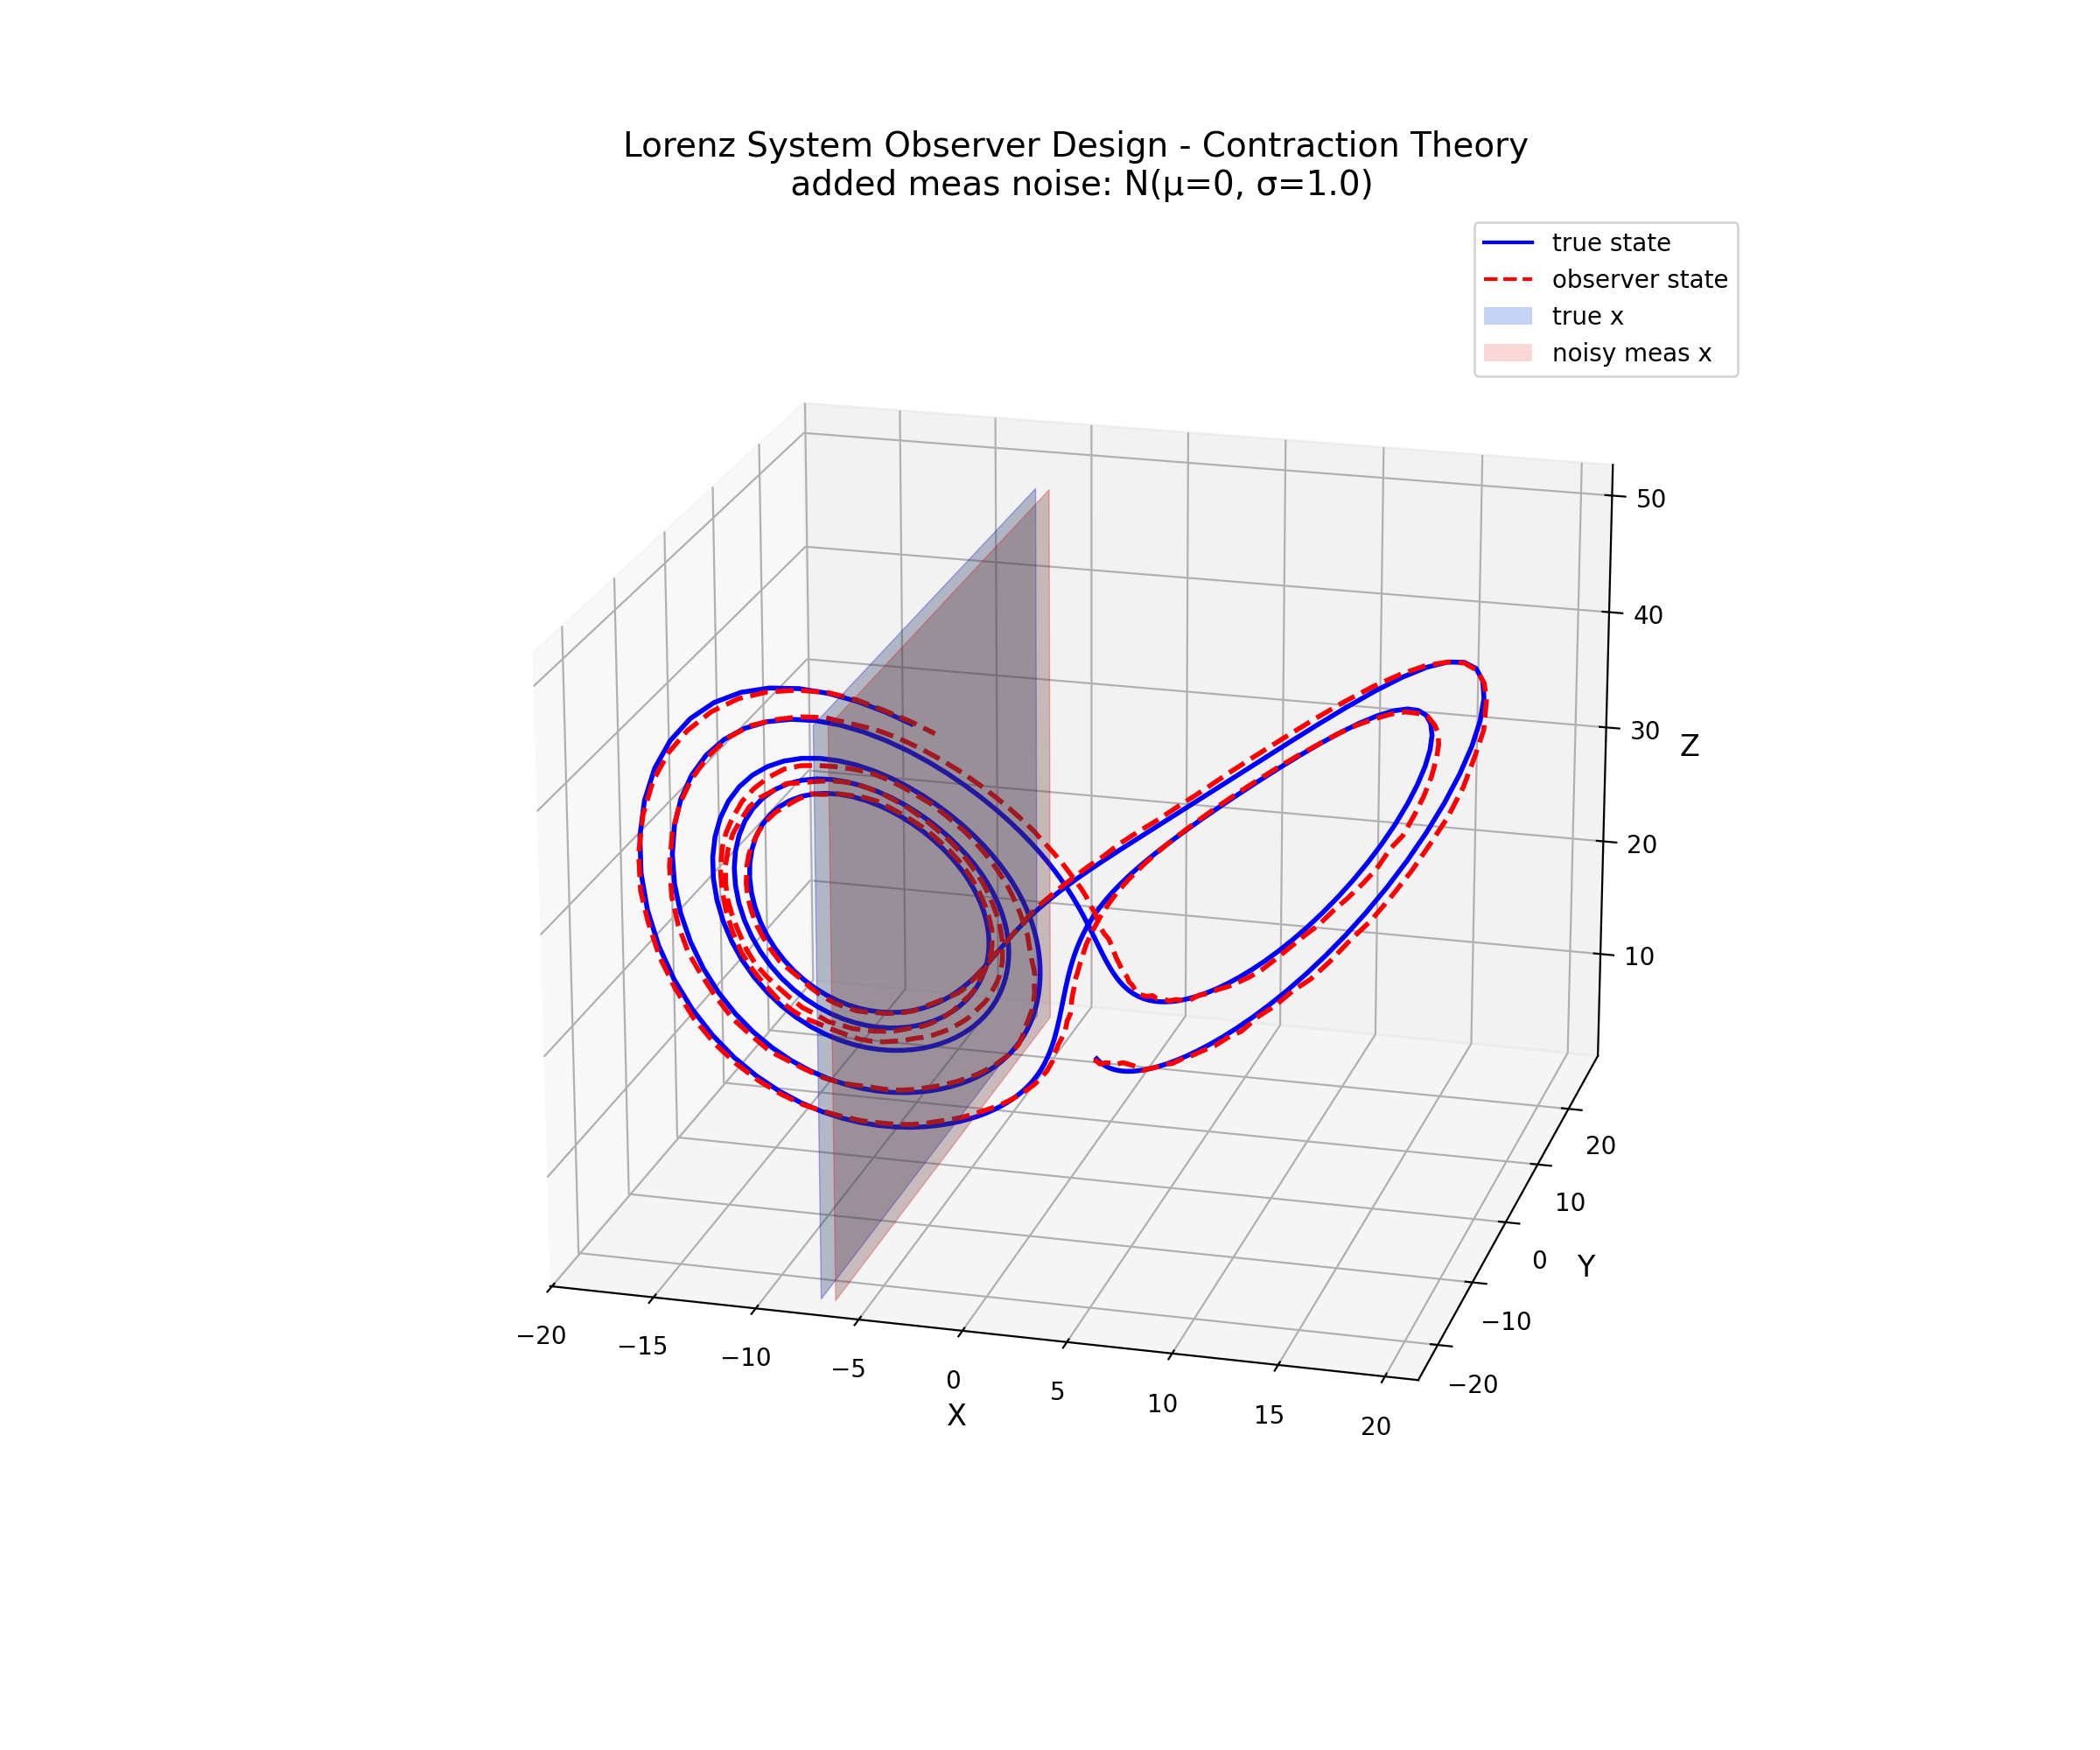 Lorenz System Observer Design - Contraction Theory
added meas noise: N(μ=0, σ=1.0)
true state
observer state
true x
noisy meas x
50
40
30
Z
20
10
20
10
0
Y
−10
−20
−20
−15
−10
−5
0
5
10
15
20
X